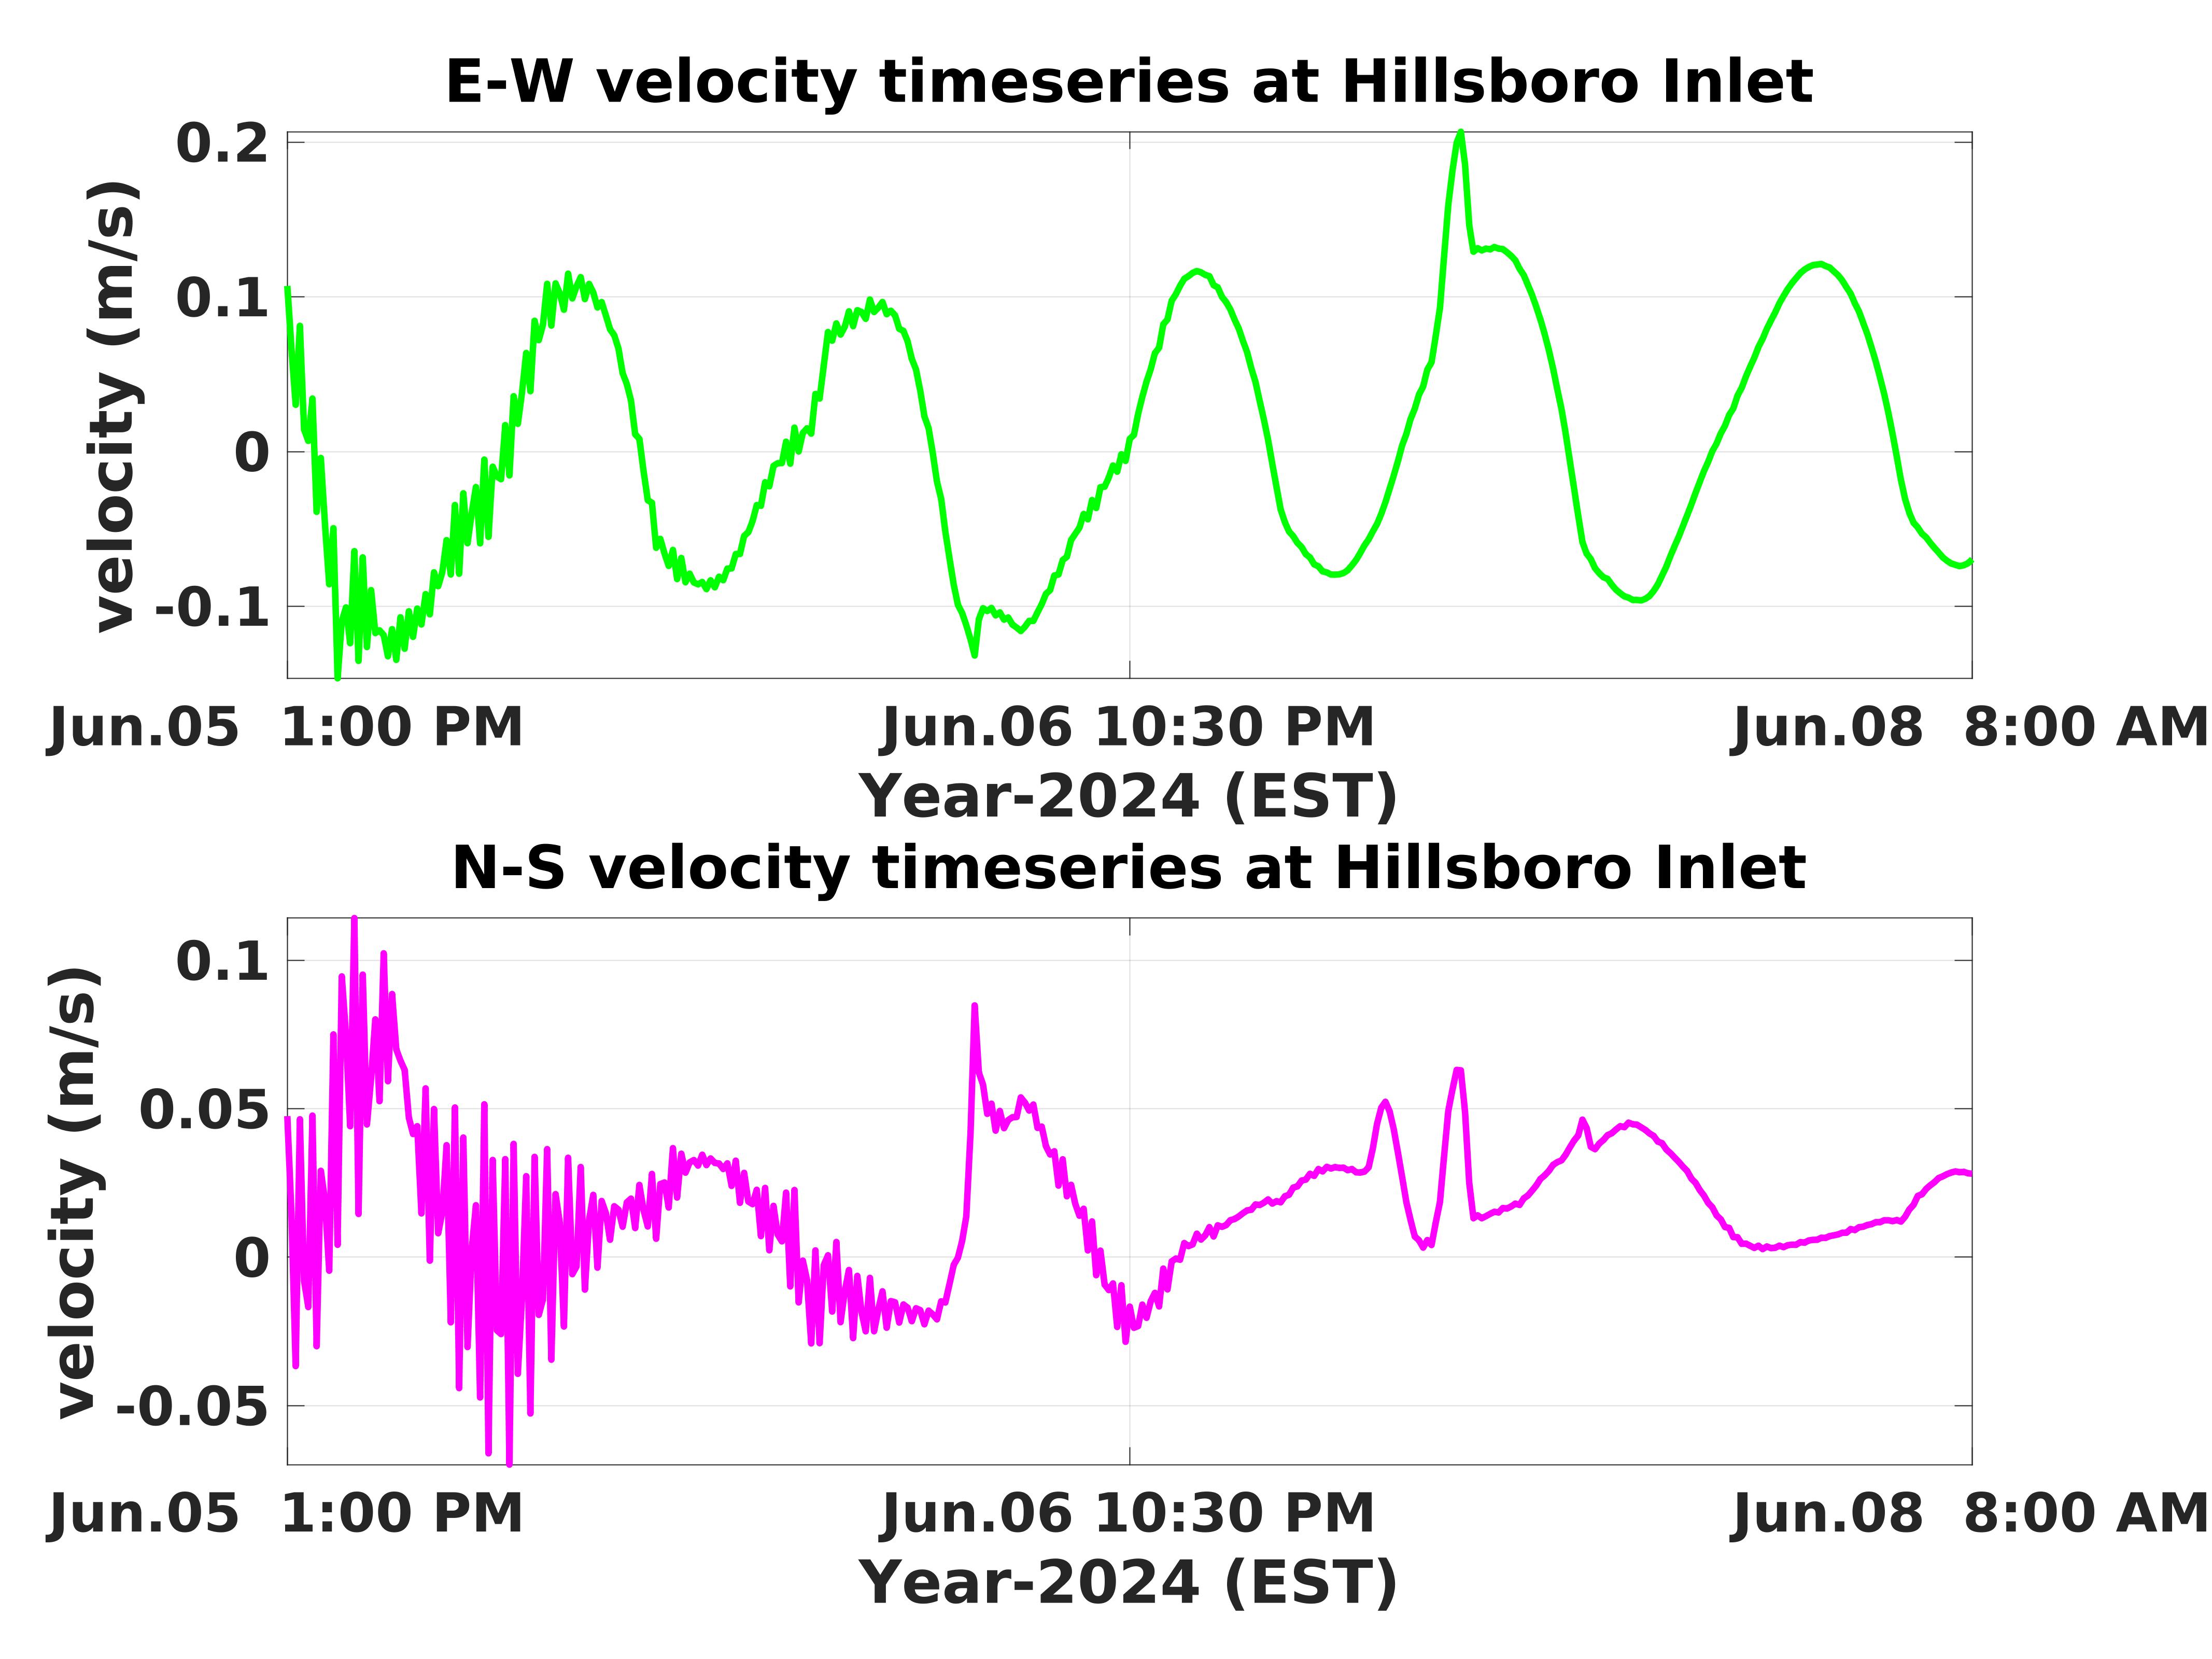 E-W velocity timeseries at Hillsboro Inlet
velocity (m/s)
0.2
0.1
0
-0.1
Jun.05  1:00 PM Jun.06 10:30 PM Jun.08  8:00 AM
Year-2024 (EST)
N-S velocity timeseries at Hillsboro Inlet
velocity (m/s)
0.1
0.05
0
-0.05
Jun.05  1:00 PM Jun.06 10:30 PM Jun.08  8:00 AM
Year-2024 (EST)